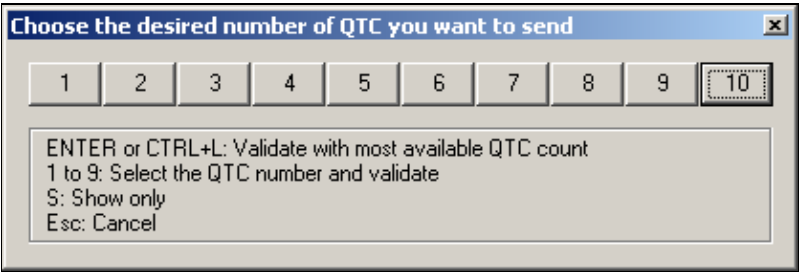 Choose the desired number of QTC you want to send
1 2 3 4 5 6 7 8 9 10
ENTER or CTRL+L: Validate with most available QTC count
1 to 9: Select the QTC number and validate
S: Show only
Esc: Cancel